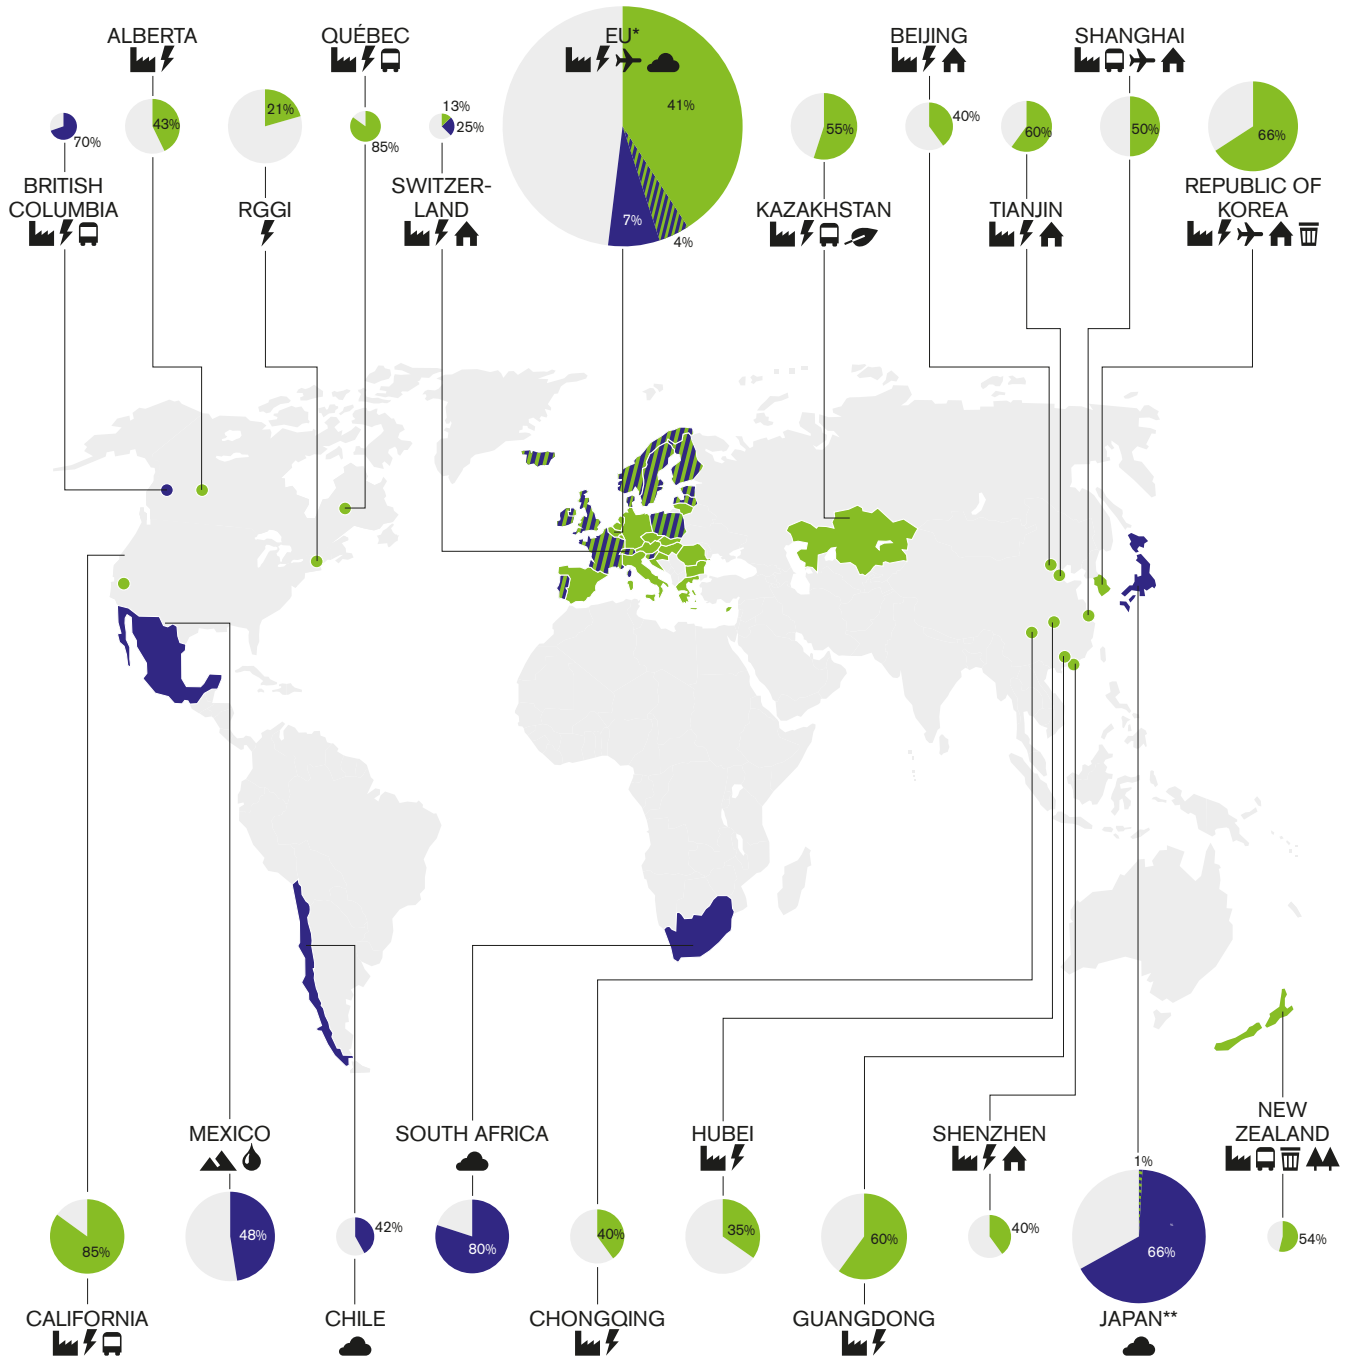 ALBERTA
43%
QUÉBEC
85%
EU*
41%
7%
4%
BEIJING
40%
SHANGHAI
50%
70%
BRITISH
COLUMBIA
21%
RGGI
13%
25%
SWITZER-
LAND
55%
KAZAKHSTAN
60%
TIANJIN
66%
REPUBLIC OF
KOREA
85%
CALIFORNIA
MEXICO
48%
42%
CHILE
SOUTH AFRICA
80%
40%
CHONGQING
HUBEI
35%
60%
GUANGDONG
SHENZHEN
40%
1%
66%
JAPAN**
NEW
ZEALAND
54%